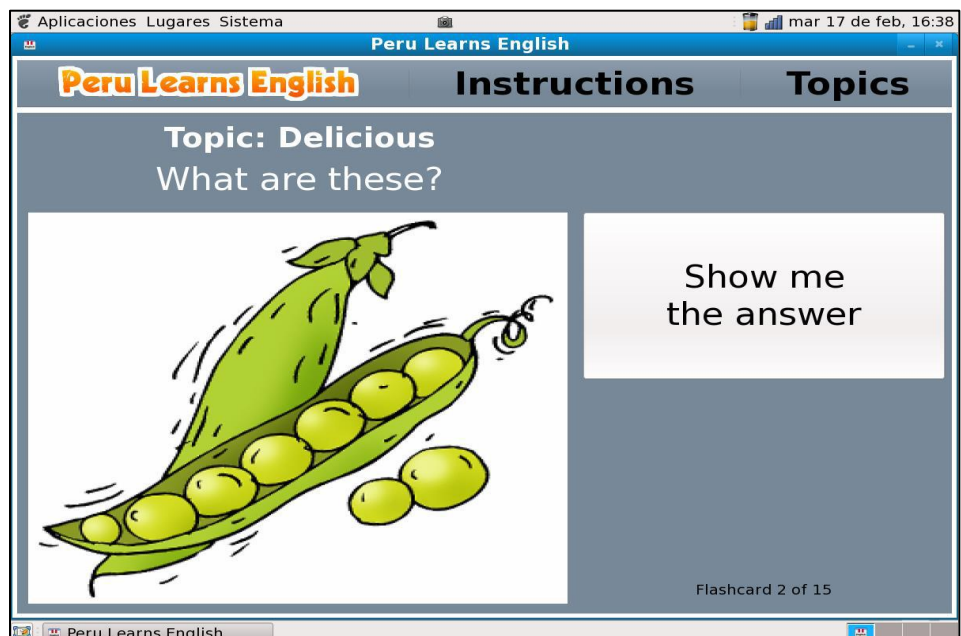 Aplicaciones Lugares Sistema mar 17 de feb, 16:38
Peru Learns English
Peru Learns English Instructions Topics
Topic: Delicious
What are these?
Show me
the answer
Flashcard 2 of 15
Peru Learns English